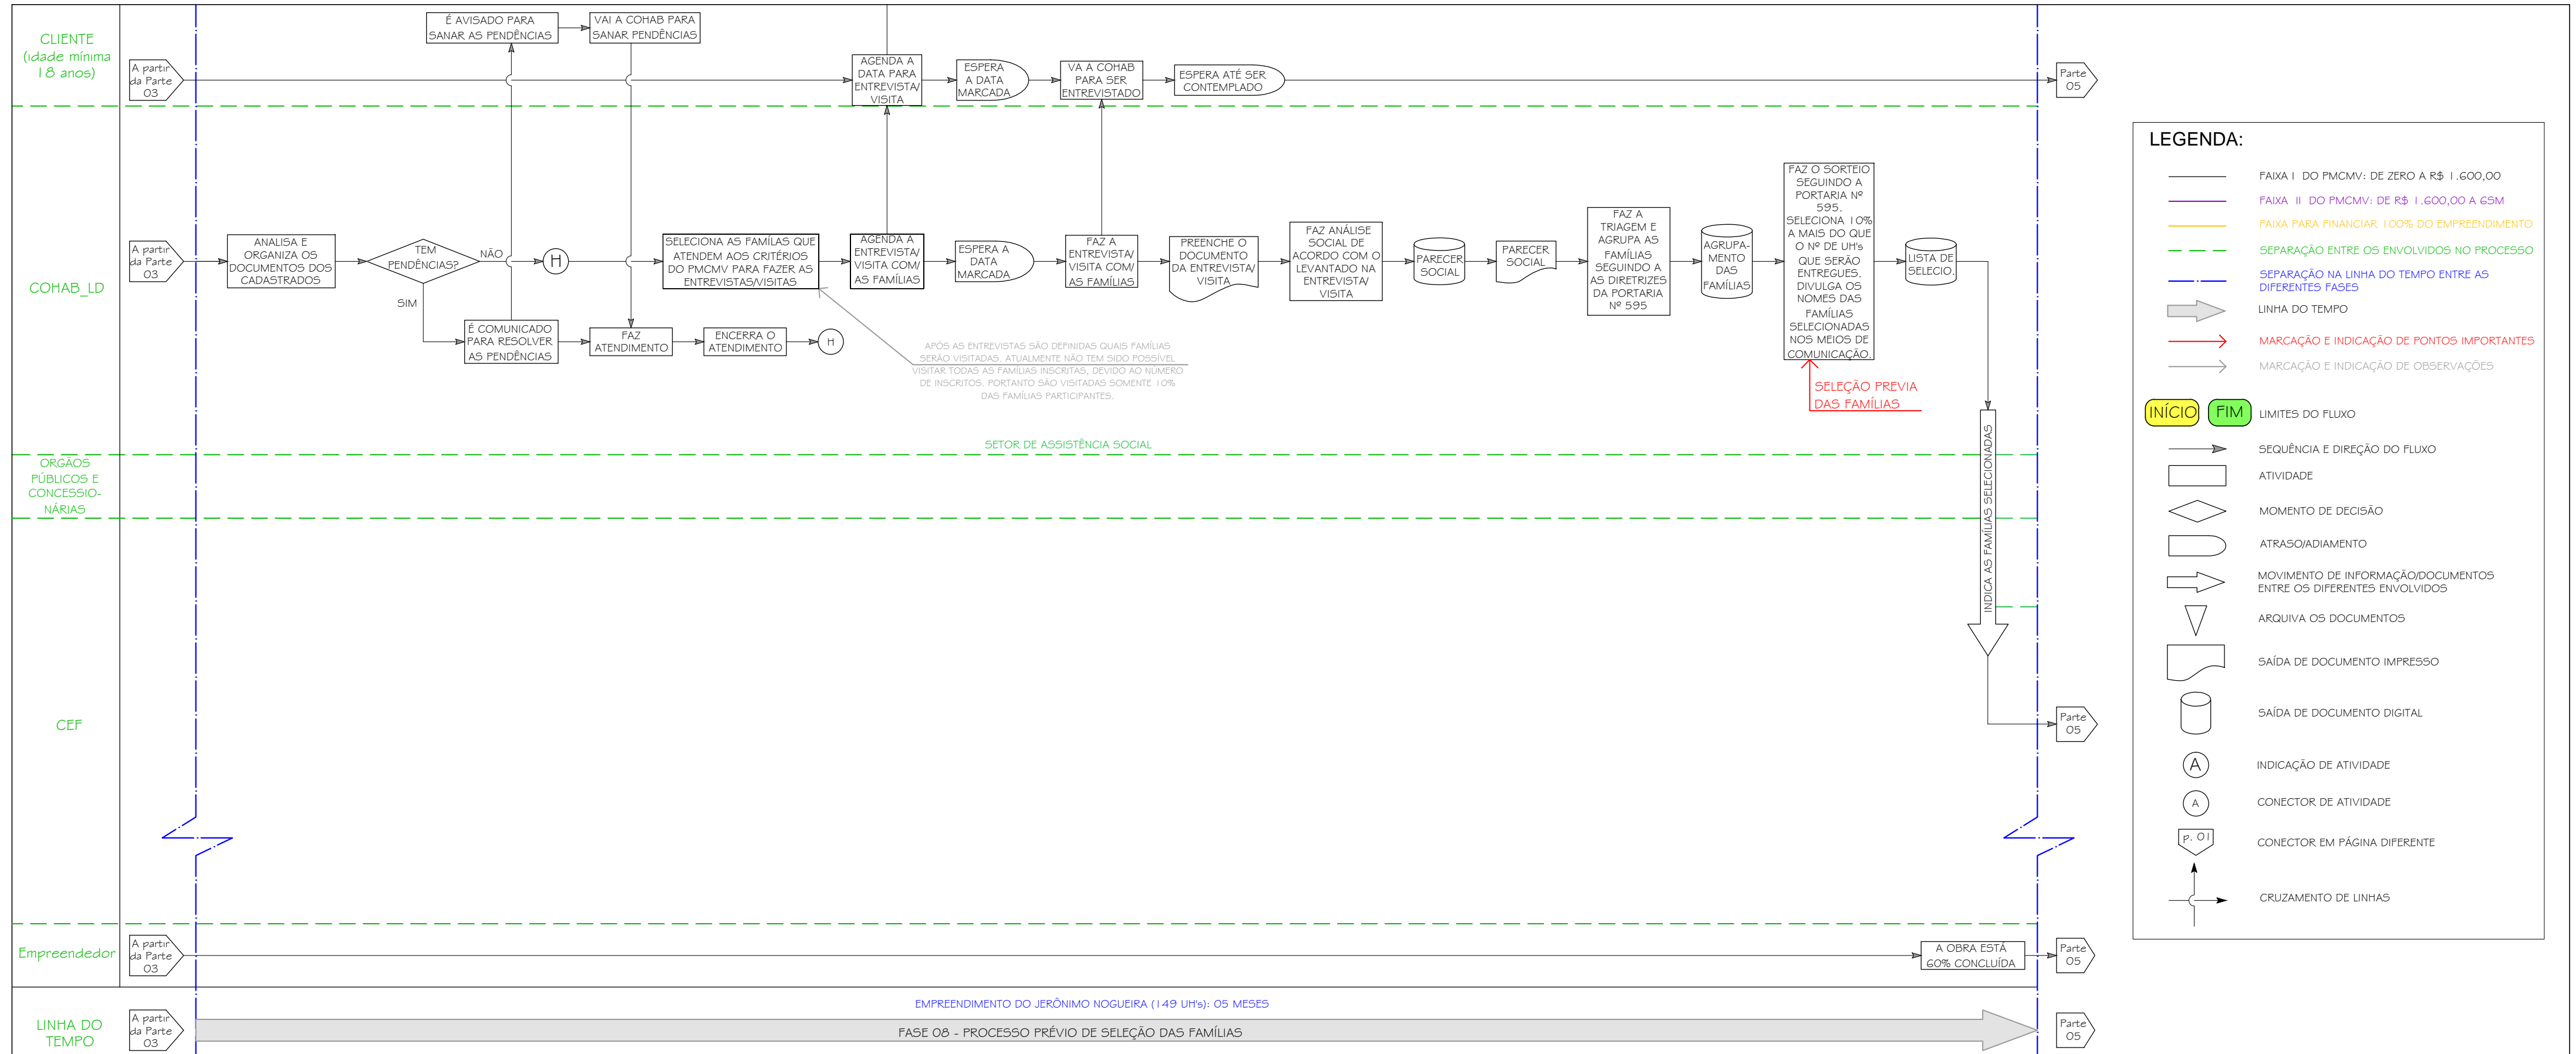 CLIENTE
(idade mínima
18 anos)
A partir
da Parte
03
É AVISADO PARA
SANAR AS PENDÊNCIAS
VAI A COHAB PARA
SANAR PENDÊNCIAS
AGENDA A
DATA PARA
ENTREVISTA/
VISITA
ESPERA
A DATA
MARCADA
VA A COHAB
PARA SER
ENTREVISTADO
ESPERA ATÉ SER
CONTEMPLADO
Parte
05
COHAB_LD
A partir
da Parte
03
ANALISA E
ORGANIZA OS
DOCUMENTOS DOS
CADASTRADOS
TEM
PENDÊNCIAS?
NÃO
SIM
H
É COMUNICADO
PARA RESOLVER
AS PENDÊNCIAS
FAZ
ATENDIMENTO
ENCERRA O
ATENDIMENTO
H
SELECIONA AS FAMÍLAS QUE
ATENDEM AOS CRITÉRIOS
DO PMCMV PARA FAZER AS
ENTREVISTAS/VISITAS
AGENDA A
ENTREVISTA/
VISITA COM/
AS FAMÍLIAS
ESPERA A
DATA
MARCADA
FAZ A
ENTREVISTA/
VISITA COM/
AS FAMÍLIAS
PREENCHE O
DOCUMENTO
DA ENTREVISTA/
VISITA
FAZ ANÁLISE
SOCIAL DE
ACORDO COM O
LEVANTADO NA
ENTREVISTA/
VISITA
PARECER
SOCIAL
PARECER
SOCIAL
FAZ A
TRIAGEM E
AGRUPA AS
FAMÍLIAS
SEGUINDO A
AS DIRETRIZES
DA PORTARIA
Nº 595
AGRUPA-
MENTO
DAS
FAMÍLIAS
FAZ O SORTEIO
SEGUINDO A
PORTARIA Nº
595.
SELECIONA 10%
A MAIS DO QUE
O Nº DE UH's
QUE SERÃO
ENTREGUES.
DIVULGA OS
NOMES DAS
FAMÍLIAS
SELECIONADAS
NOS MEIOS DE
COMUNICAÇÃO.
LISTA DE
SELECIO.
APÓS AS ENTREVISTAS SÃO DEFINIDAS QUAIS FAMÍLIAS
SERÃO VISITADAS. ATUALMENTE NÃO TEM SIDO POSSÍVEL
VISITAR TODAS AS FAMÍLIAS INSCRITAS, DEVIDO AO NÚMERO
DE INSCRITOS. PORTANTO SÃO VISITADAS SOMENTE 10%
DAS FAMÍLIAS PARTICIPANTES.
SELEÇÃO PREVIA
DAS FAMÍLIAS
SETOR DE ASSISTÊNCIA SOCIAL
INDICA AS FAMÍLIAS SELECIONADAS
ORGÃOS
PÚBLICOS E
CONCESSIO-
NÁRIAS
CEF
Parte
05
Empreendedor
A partir
da Parte
03
A OBRA ESTÁ
60% CONCLUÍDA
Parte
05
LINHA DO
TEMPO
A partir
da Parte
03
EMPREENDIMENTO DO JERÔNIMO NOGUEIRA (149 UH's): 05 MESES
FASE 08 - PROCESSO PRÉVIO DE SELEÇÃO DAS FAMÍLIAS
Parte
05
LEGENDA:
FAIXA I DO PMCMV: DE ZERO A R$ 1.600,00
FAIXA II DO PMCMV: DE R$ 1.600,00 A 6SM
FAIXA PARA FINANCIAR 100% DO EMPREENDIMENTO
SEPARAÇÃO ENTRE OS ENVOLVIDOS NO PROCESSO
SEPARAÇÃO NA LINHA DO TEMPO ENTRE AS
DIFERENTES FASES
LINHA DO TEMPO
MARCAÇÃO E INDICAÇÃO DE PONTOS IMPORTANTES
MARCAÇÃO E INDICAÇÃO DE OBSERVAÇÕES
INÍCIO FIM LIMITES DO FLUXO
SEQUÊNCIA E DIREÇÃO DO FLUXO
ATIVIDADE
MOMENTO DE DECISÃO
ATRASO/ADIAMENTO
MOVIMENTO DE INFORMAÇÃO/DOCUMENTOS
ENTRE OS DIFERENTES ENVOLVIDOS
ARQUIVA OS DOCUMENTOS
SAÍDA DE DOCUMENTO IMPRESSO
SAÍDA DE DOCUMENTO DIGITAL
A INDICAÇÃO DE ATIVIDADE
A CONECTOR DE ATIVIDADE
p. 01 CONECTOR EM PÁGINA DIFERENTE
CRUZAMENTO DE LINHAS